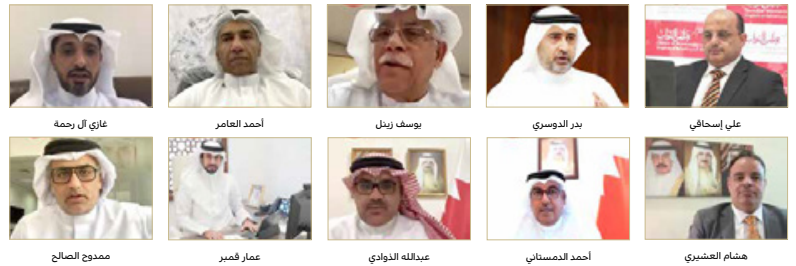 علي إسحاقي
بدر الدوسري
يوسف زينل
أحمد العامر
غازي آل رحمة
هشام العشيري
أحمد الدمستاني
عبدالله الذوادي
عمار قمبر
ممدوح الصالح